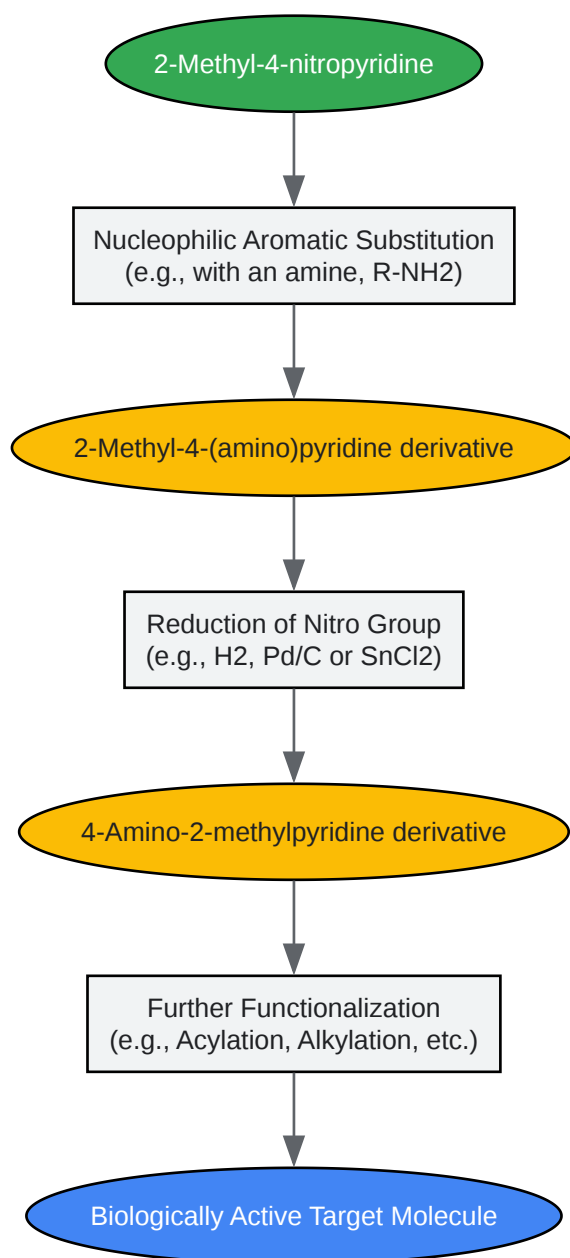 2-Methyl-4-nitropyridine
Nucleophilic Aromatic Substitution
(e.g., with an amine, R-NH2)
2-Methyl-4-(amino)pyridine derivative
Reduction of Nitro Group
(e.g., H2, Pd/C or SnCl2)
4-Amino-2-methylpyridine derivative
Further Functionalization
(e.g., Acylation, Alkylation, etc.)
Biologically Active Target Molecule